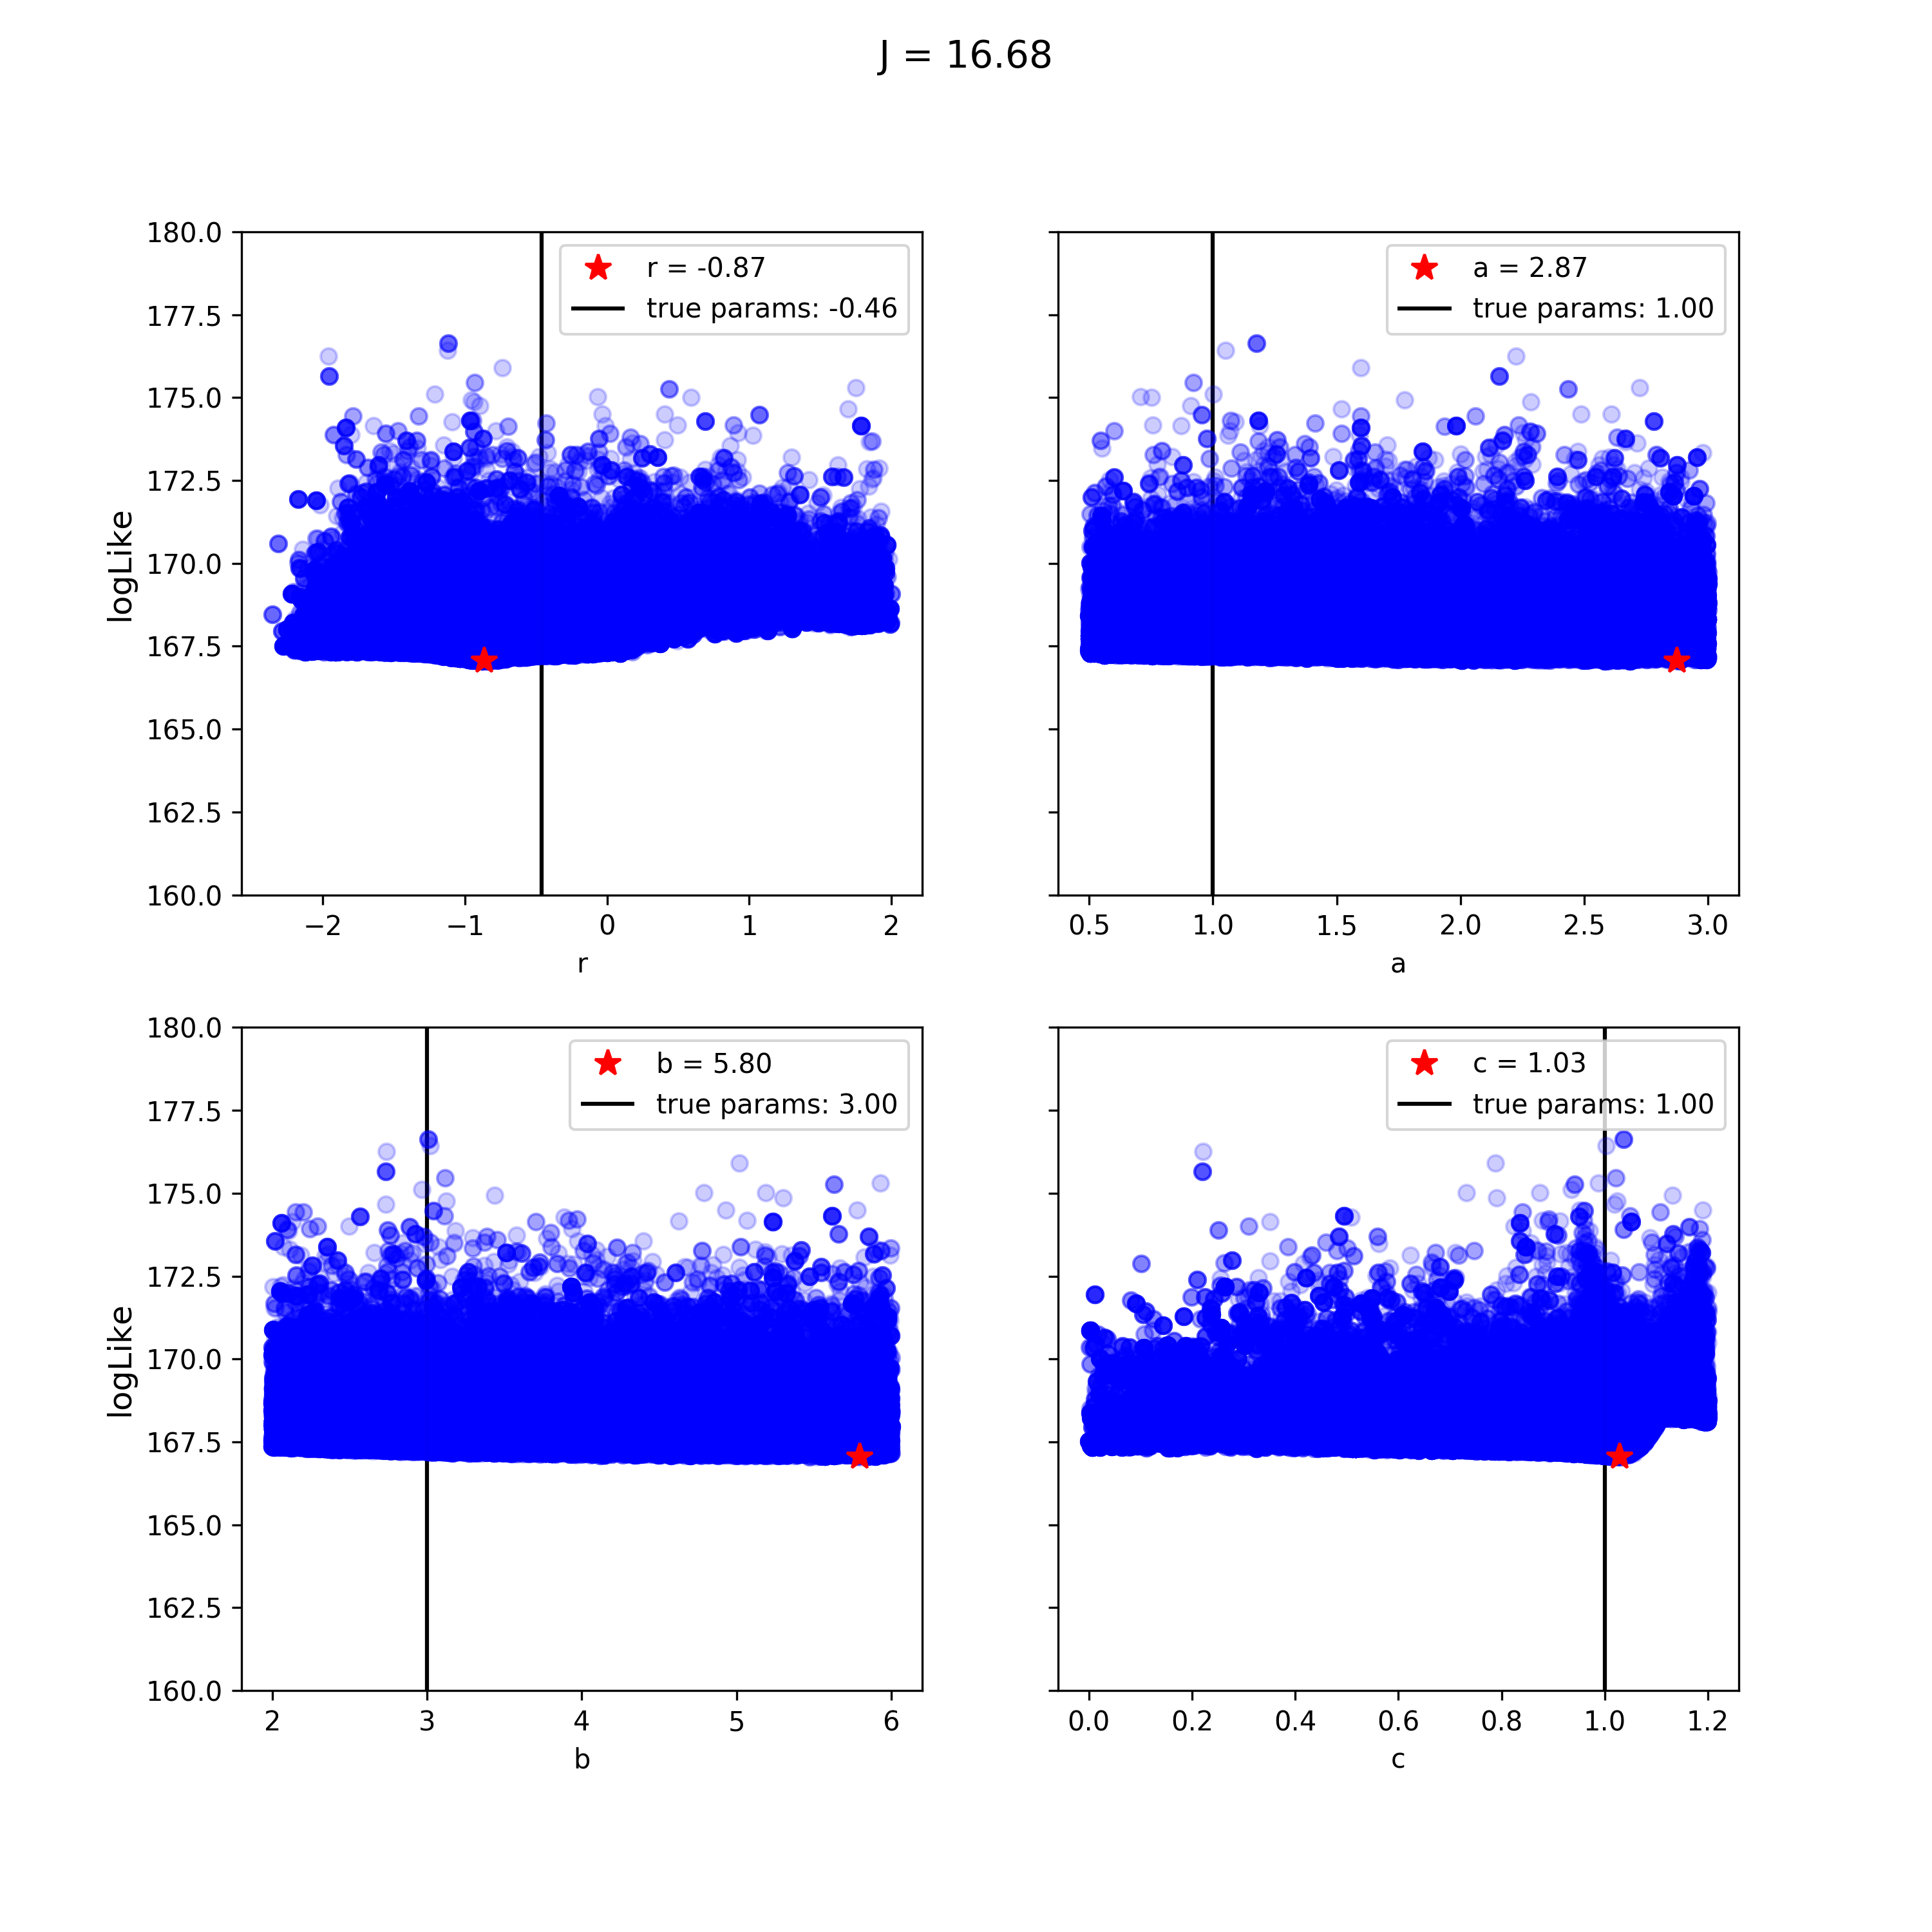 J = 16.68
180.0
177.5
175.0
172.5
170.0
167.5
165.0
162.5
160.0
logLike
r = -0.87
true params: -0.46
−2 −1 0 1 2
r
a = 2.87
true params: 1.00
0.5 1.0 1.5 2.0 2.5 3.0
a
180.0
177.5
175.0
172.5
170.0
167.5
165.0
162.5
160.0
logLike
b = 5.80
true params: 3.00
2 3 4 5 6
b
c = 1.03
true params: 1.00
0.0 0.2 0.4 0.6 0.8 1.0 1.2
c